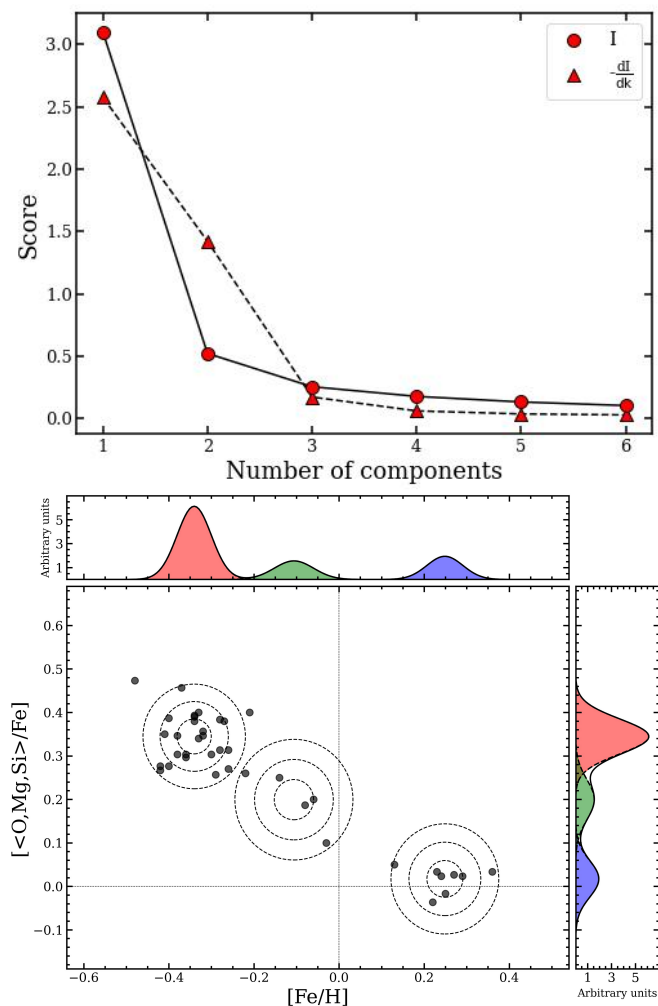 3.0
2.5
2.0
1.5
1.0
0.5
0.0
Score
I
-dI/dk
1 2 3 4 5 6
Number of components
Arbitrary units
5
3
1
0.6
0.5
0.4
0.3
0.2
0.1
0.0
−0.1
[<O,Mg,Si>/Fe]
−0.6 −0.4 −0.2 0.0 0.2 0.4
[Fe/H]
1 3 5
Arbitrary units